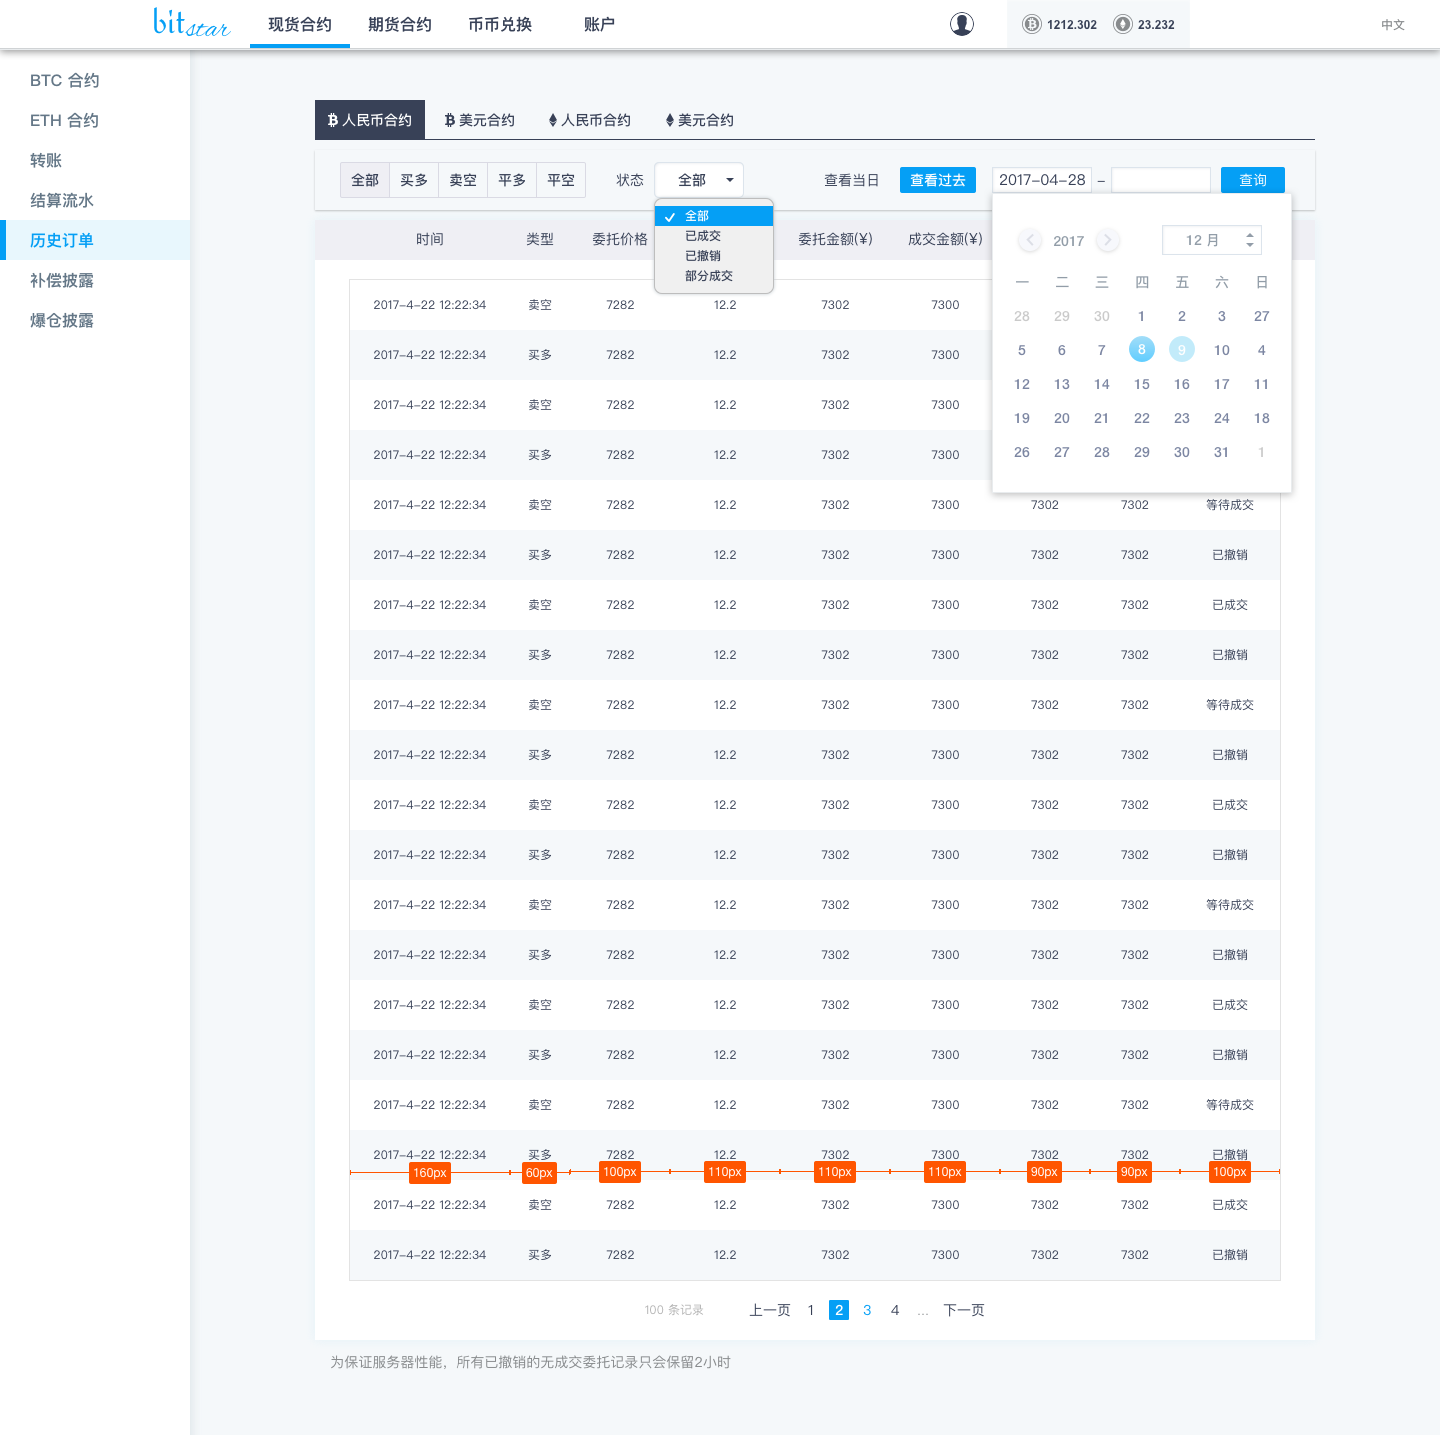 bitstar 现货合约 期货合约 币币兑换 账户 1212.302 23.232 中文
BTC 合约
ETH 合约
转账
结算流水
历史订单
补偿披露
爆仓披露
人民币合约 美元合约 人民币合约 美元合约
全部 买多 卖空 平多 平空 状态 全部 查看当日 查看过去 2017-04-28 – 查询
全部
已成交
已撤销
部分成交
时间 类型 委托价格 委托金额(¥) 成交金额(¥)
2017 12 月
一 二 三 四 五 六 日
28 29 30 1 2 3 27
5 6 7 8 9 10 4
12 13 14 15 16 17 11
19 20 21 22 23 24 18
26 27 28 29 30 31 1
2017-4-22 12:22:34 卖空 7282 12.2 7302 7300
2017-4-22 12:22:34 买多 7282 12.2 7302 7300
2017-4-22 12:22:34 卖空 7282 12.2 7302 7300
2017-4-22 12:22:34 买多 7282 12.2 7302 7300
2017-4-22 12:22:34 卖空 7282 12.2 7302 7300 7302 7302 等待成交
2017-4-22 12:22:34 买多 7282 12.2 7302 7300 7302 7302 已撤销
2017-4-22 12:22:34 卖空 7282 12.2 7302 7300 7302 7302 已成交
2017-4-22 12:22:34 买多 7282 12.2 7302 7300 7302 7302 已撤销
2017-4-22 12:22:34 卖空 7282 12.2 7302 7300 7302 7302 等待成交
2017-4-22 12:22:34 买多 7282 12.2 7302 7300 7302 7302 已撤销
2017-4-22 12:22:34 卖空 7282 12.2 7302 7300 7302 7302 已成交
2017-4-22 12:22:34 买多 7282 12.2 7302 7300 7302 7302 已撤销
2017-4-22 12:22:34 卖空 7282 12.2 7302 7300 7302 7302 等待成交
2017-4-22 12:22:34 买多 7282 12.2 7302 7300 7302 7302 已撤销
2017-4-22 12:22:34 卖空 7282 12.2 7302 7300 7302 7302 已成交
2017-4-22 12:22:34 买多 7282 12.2 7302 7300 7302 7302 已撤销
2017-4-22 12:22:34 卖空 7282 12.2 7302 7300 7302 7302 等待成交
2017-4-22 12:22:34 买多 7282 12.2 7302 7300 7302 7302 已撤销
160px 60px 100px 110px 110px 110px 90px 90px 100px
2017-4-22 12:22:34 卖空 7282 12.2 7302 7300 7302 7302 已成交
2017-4-22 12:22:34 买多 7282 12.2 7302 7300 7302 7302 已撤销
100 条记录 上一页 1 2 3 4 ... 下一页
为保证服务器性能，所有已撤销的无成交委托记录只会保留2小时